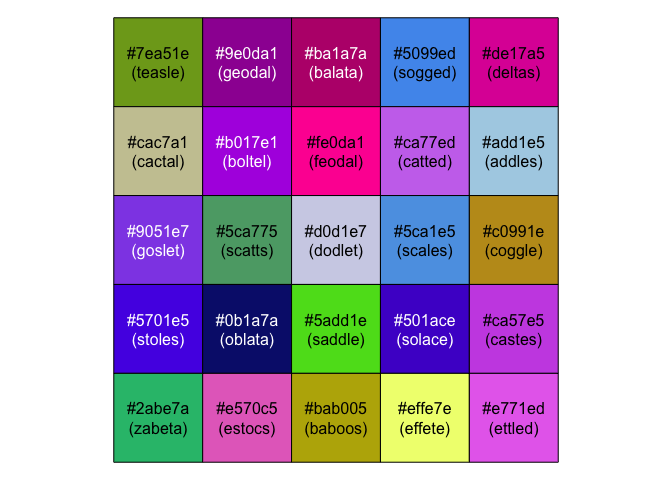 #7ea51e #9e0da1 #ba1a7a #5099ed #de17a5
(teasle) (geodal) (balata) (sogged) (deltas)
#cac7a1 #b017e1 #fe0da1 #ca77ed #add1e5
(cactal) (boltel) (feodal) (catted) (addles)
#9051e7 #5ca775 #d0d1e7 #5ca1e5 #c0991e
(goslet) (scatts) (dodlet) (scales) (coggle)
#5701e5 #0b1a7a #5add1e #501ace #ca57e5
(stoles) (oblata) (saddle) (solace) (castes)
#2abe7a #e570c5 #bab005 #effe7e #e771ed
(zabeta) (estocs) (baboos) (effete) (ettled)